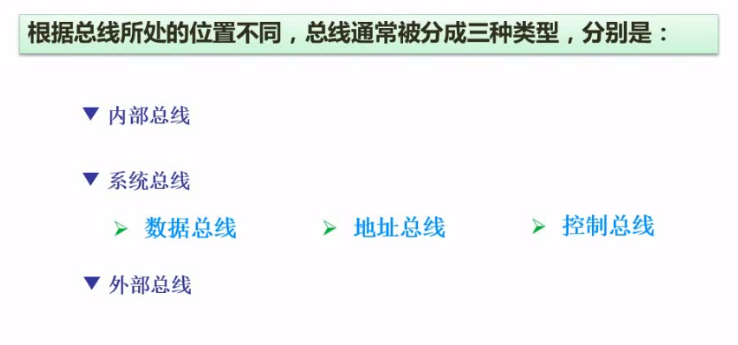 根据总线所处的位置不同，总线通常被分成三种类型，分别是：
内部总线
系统总线
数据总线 地址总线 控制总线
外部总线